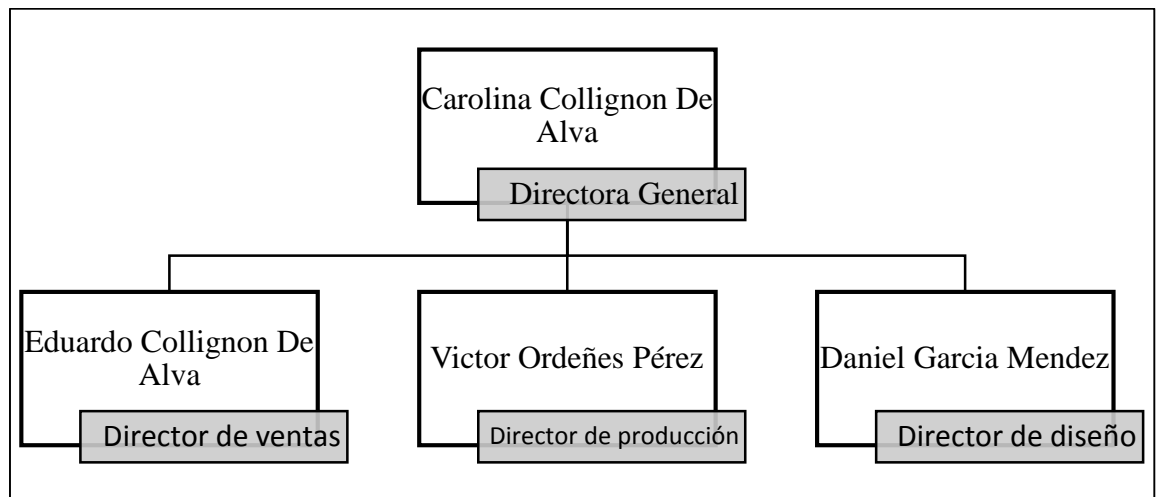 Carolina Collignon De
Alva
Directora General
Eduardo Collignon De
Alva
Director de ventas
Victor Ordeñes Pérez
Director de producción
Daniel Garcia Mendez
Director de diseño